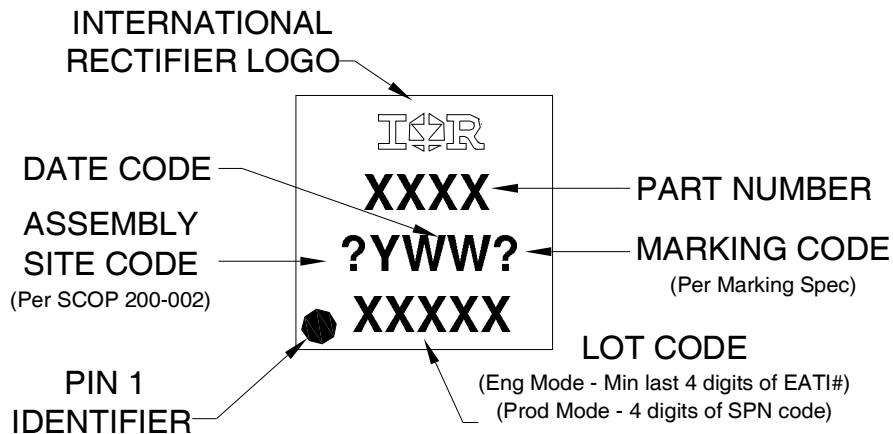 INTERNATIONAL
RECTIFIER LOGO
IOR
DATE CODE
XXXX
PART NUMBER
ASSEMBLY
SITE CODE
(Per SCOP 200-002)
?YWW?
MARKING CODE
(Per Marking Spec)
XXXXX
PIN 1
IDENTIFIER
LOT CODE
(Eng Mode - Min last 4 digits of EATI#)
(Prod Mode - 4 digits of SPN code)